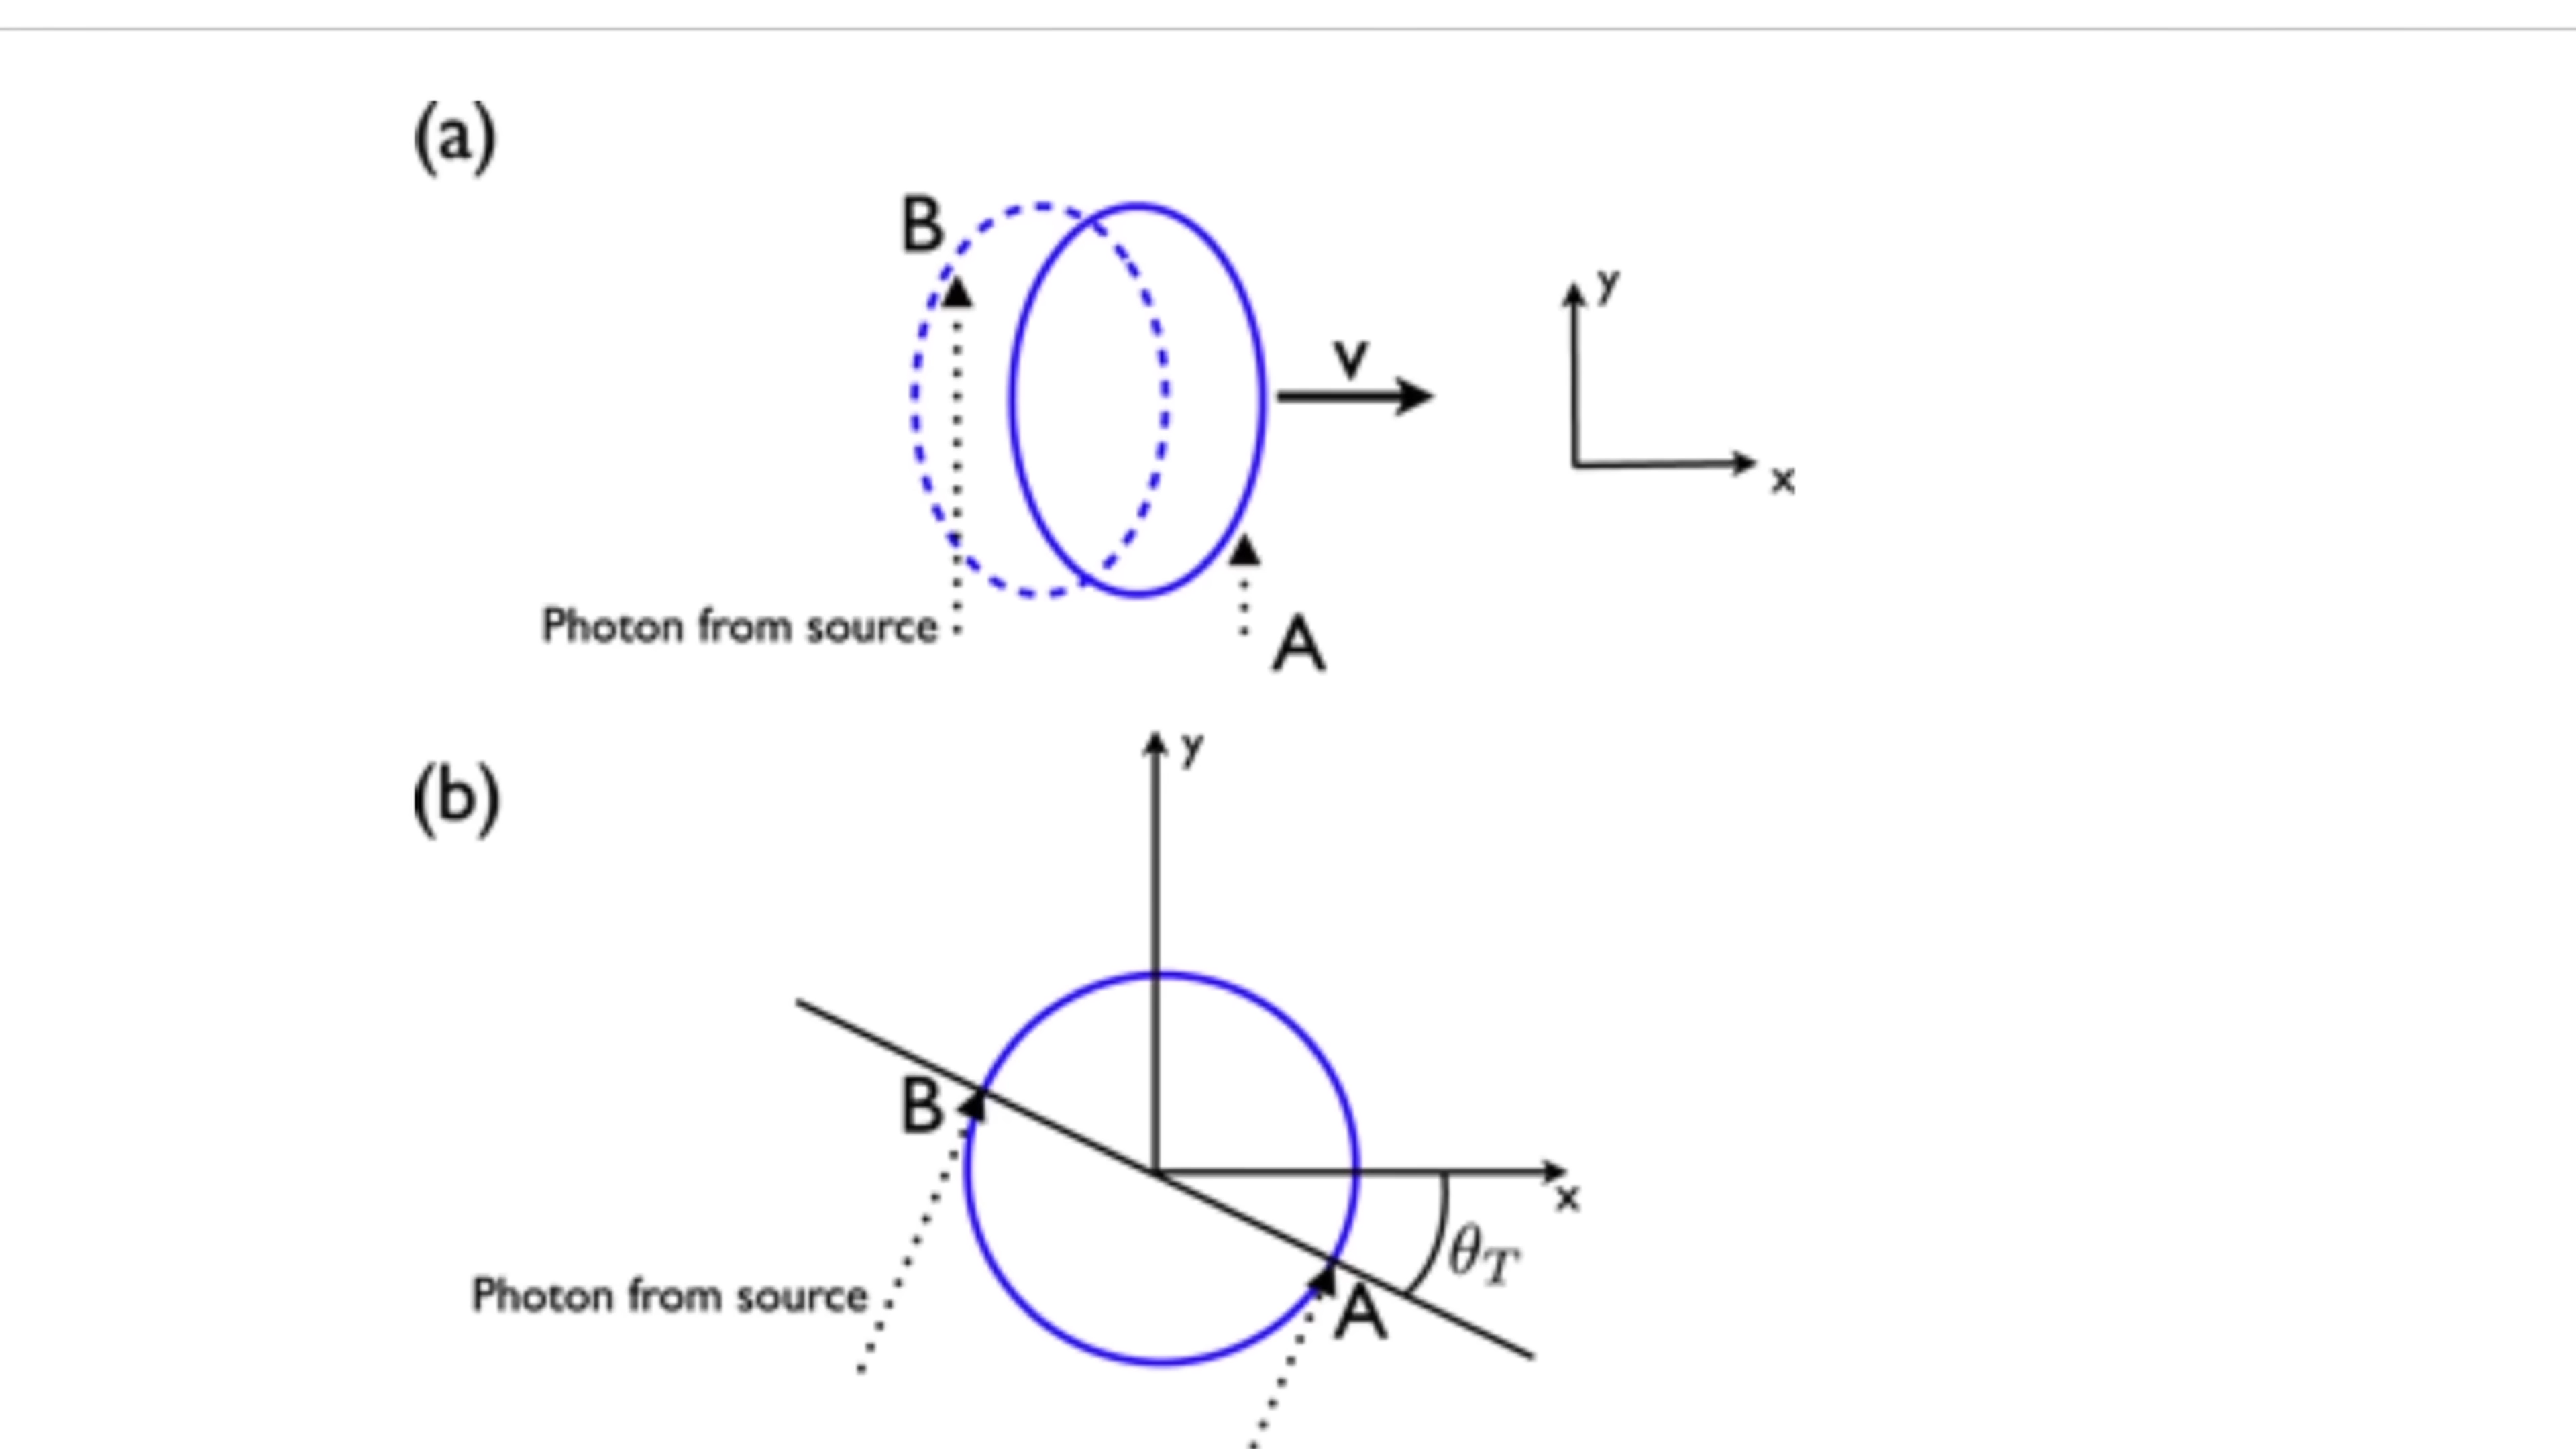 (a)
B
v
y
x
Photon from source
A
(b)
y
B
x
θ_T
Photon from source
A